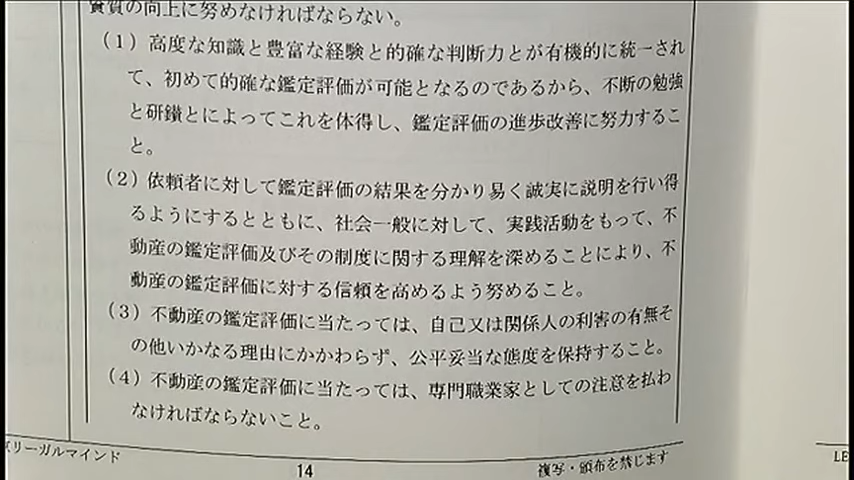 資質の向上に努めなければならない。
(1)高度な知識と豊富な経験と的確な判断力とが有機的に統一され
て、初めて的確な鑑定評価が可能となるのであるから、不断の勉強
と研鑽とによってこれを体得し、鑑定評価の進歩改善に努力するこ
と。
(2)依頼者に対して鑑定評価の結果を分かり易く誠実に説明を行い得
るようにするとともに、社会一般に対して、実践活動をもって、不
動産の鑑定評価及びその制度に関する理解を深めることにより、不
動産の鑑定評価に対する信頼を高めるよう努めること。
(3)不動産の鑑定評価に当たっては、自己又は関係人の利害の有無そ
の他いかなる理由にかかわらず、公平妥当な態度を保持すること。
(4)不動産の鑑定評価に当たっては、専門職業家としての注意を払わ
なければならないこと。
リーガルマインド
14
複写・頒布を禁じます
LE